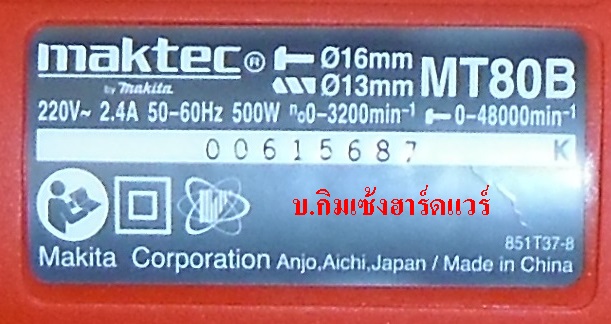 maktec® Ø16mm MT80B
by makita Ø13mm
220V~ 2.4A 50-60Hz 500W n₀0-3200min⁻¹ 0-48000min⁻¹
00615687 K
บ.กิมเซ้งฮาร์ดแวร์
851T37-8
Makita Corporation Anjo,Aichi,Japan / Made in China